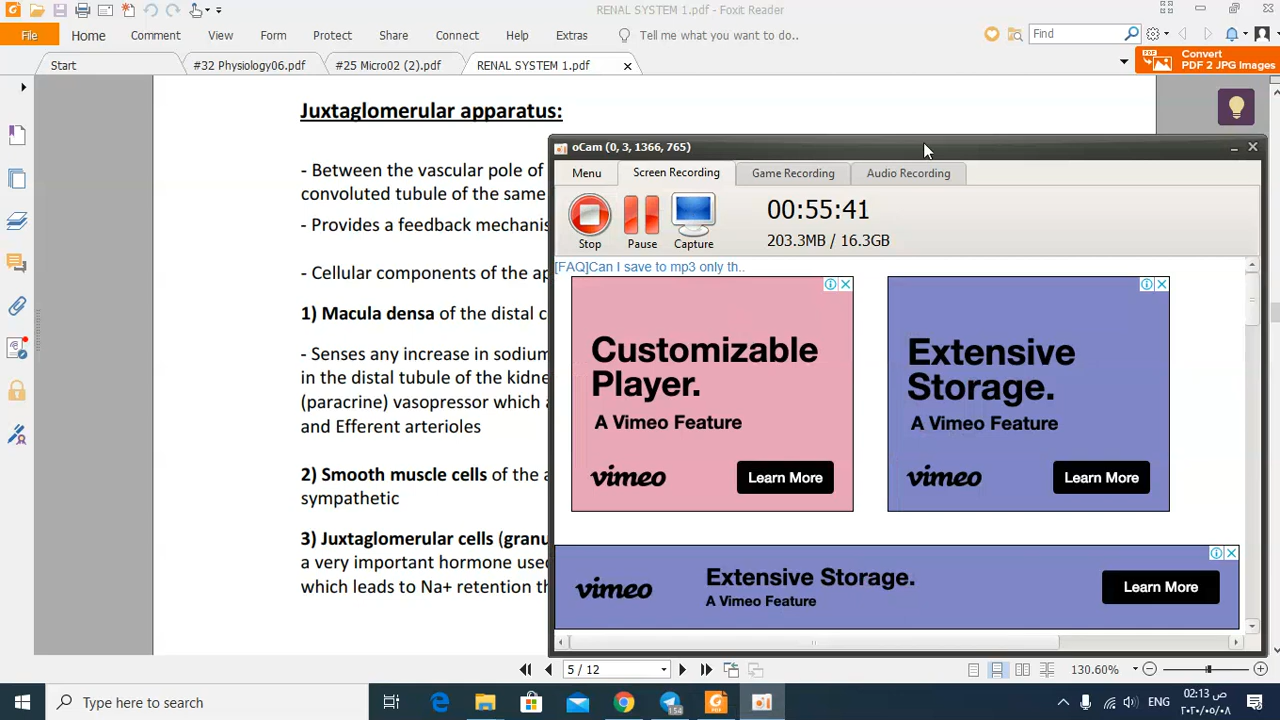 RENAL SYSTEM 1.pdf - Foxit Reader
File Home Comment View Form Protect Share Connect Help Extras Tell me what you want to do.. Find
Start #32 Physiology06.pdf #25 Micro02 (2).pdf RENAL SYSTEM 1.pdf
Convert
PDF 2 JPG Images
Juxtaglomerular apparatus:
- Between the vascular pole of
convoluted tubule of the same
- Provides a feedback mechanis
- Cellular components of the ap
1) Macula densa of the distal c
- Senses any increase in sodium
in the distal tubule of the kidne
(paracrine) vasopressor which a
and Efferent arterioles
2) Smooth muscle cells of the a
sympathetic
3) Juxtaglomerular cells (granu
a very important hormone used
which leads to Na+ retention th
oCam (0, 3, 1366, 765)
Menu Screen Recording Game Recording Audio Recording
00:55:41
203.3MB / 16.3GB
Stop Pause Capture
[FAQ]Can I save to mp3 only th..
Customizable
Player.
A Vimeo Feature
vimeo Learn More
Extensive
Storage.
A Vimeo Feature
vimeo Learn More
vimeo
Extensive Storage.
A Vimeo Feature
Learn More
5 / 12
130.60%
Type here to search
154
ENG
02:13 ص
٢٠٢٠/٠٥/٠٨